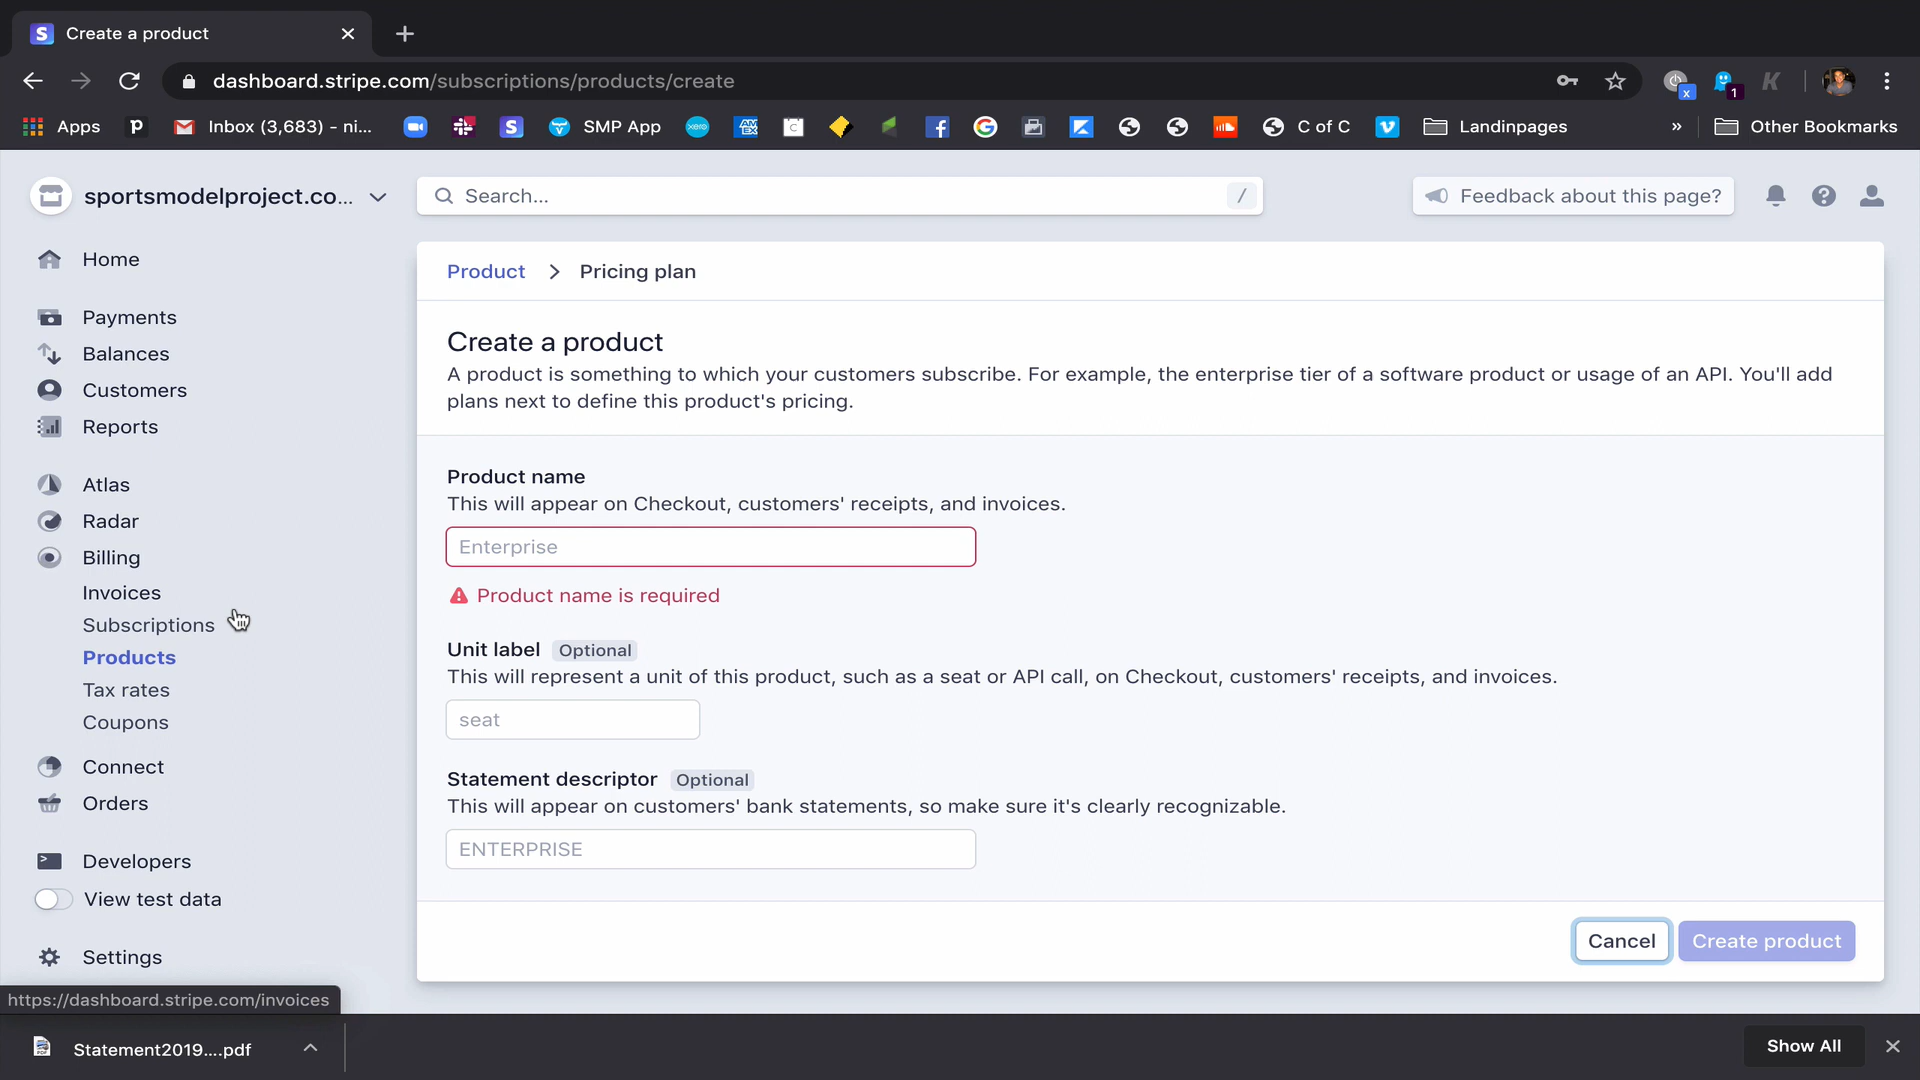 Create a product
dashboard.stripe.com/subscriptions/products/create
x
1
K
Apps
Inbox (3,683) - ni...
S
SMP App
xero
AM
EX
C
C of C
Landinpages
»
Other Bookmarks
sportsmodelproject.co...
Search...
/
Feedback about this page?
Home
Payments
Balances
Customers
Reports
Atlas
Radar
Billing
Invoices
Subscriptions
Products
Tax rates
Coupons
Connect
Orders
Developers
View test data
Settings
Product > Pricing plan
Create a product
A product is something to which your customers subscribe. For example, the enterprise tier of a software product or usage of an API. You'll add
plans next to define this product's pricing.
Product name
This will appear on Checkout, customers' receipts, and invoices.
Enterprise
Product name is required
Unit label Optional
This will represent a unit of this product, such as a seat or API call, on Checkout, customers' receipts, and invoices.
seat
Statement descriptor Optional
This will appear on customers' bank statements, so make sure it's clearly recognizable.
ENTERPRISE
Cancel
Create product
https://dashboard.stripe.com/invoices
Statement2019....pdf
Show All